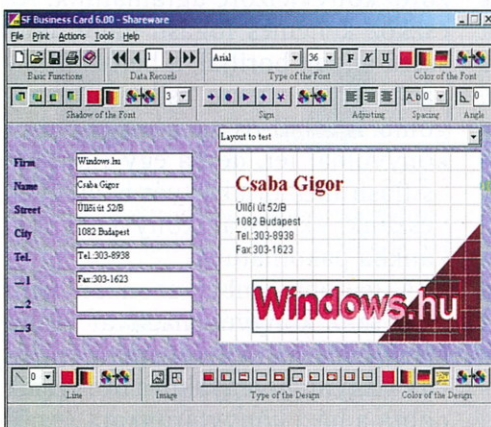 SF Business Card 6.00 - Shareware
File Print Actions Tools Help
1 Arial 36 F X U
Basic Functions Data Records Type of the Font Color of the Font
3 A,b 0 0
Shadow of the Font Sign Adjusting Spacing Angle
Layout to test
Firm Windows.hu
Name Csaba Gigor
Street Üllői út 52/B
City 1082 Budapest
Tel. Tel.:303-8938
...1 Fax:303-1623
...2
...3
Csaba Gigor
Üllői út 52/B
1082 Budapest
Tel.:303-8938
Fax:303-1623
Windows.hu
0
Line Image Type of the Design Color of the Design